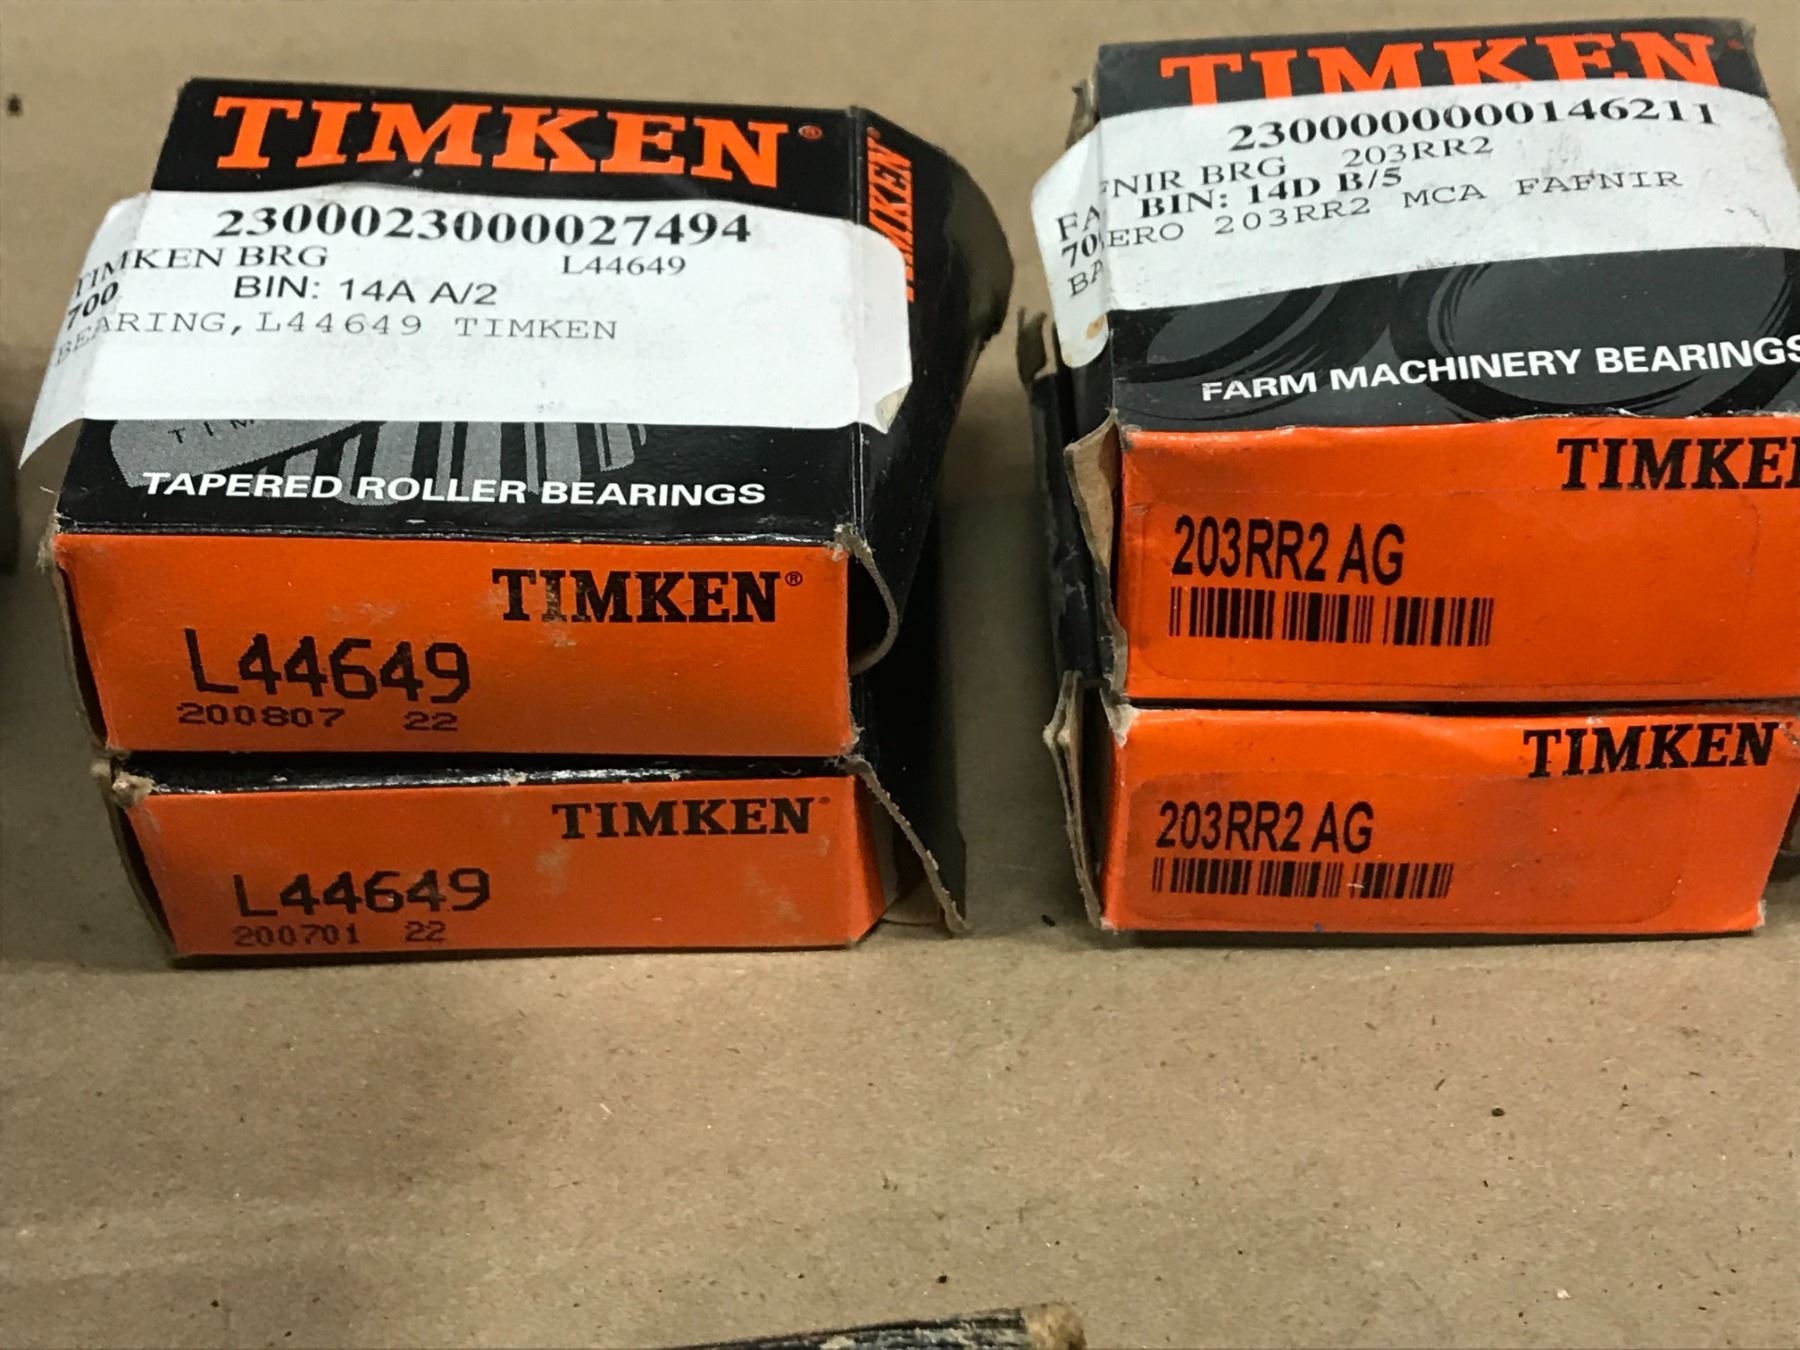 TIMKEN®
TIMKEN
2300023000027494
TIMKEN BRG L44649
700 BIN: 14A A/2
BEARING, L44649 TIMKEN
TIM
TAPERED ROLLER BEARINGS
TIMKEN®
L44649
200807 22
TIMKEN
L44649
200701 22
TIMKEN
2300000000146211
FAFNIR BRG 203RR2
BIN: 14D B/5
203RR2 MCA FAFNIR
FARM MACHINERY BEARINGS
TIMKE
203RR2 AG
TIMKEN
203RR2 AG